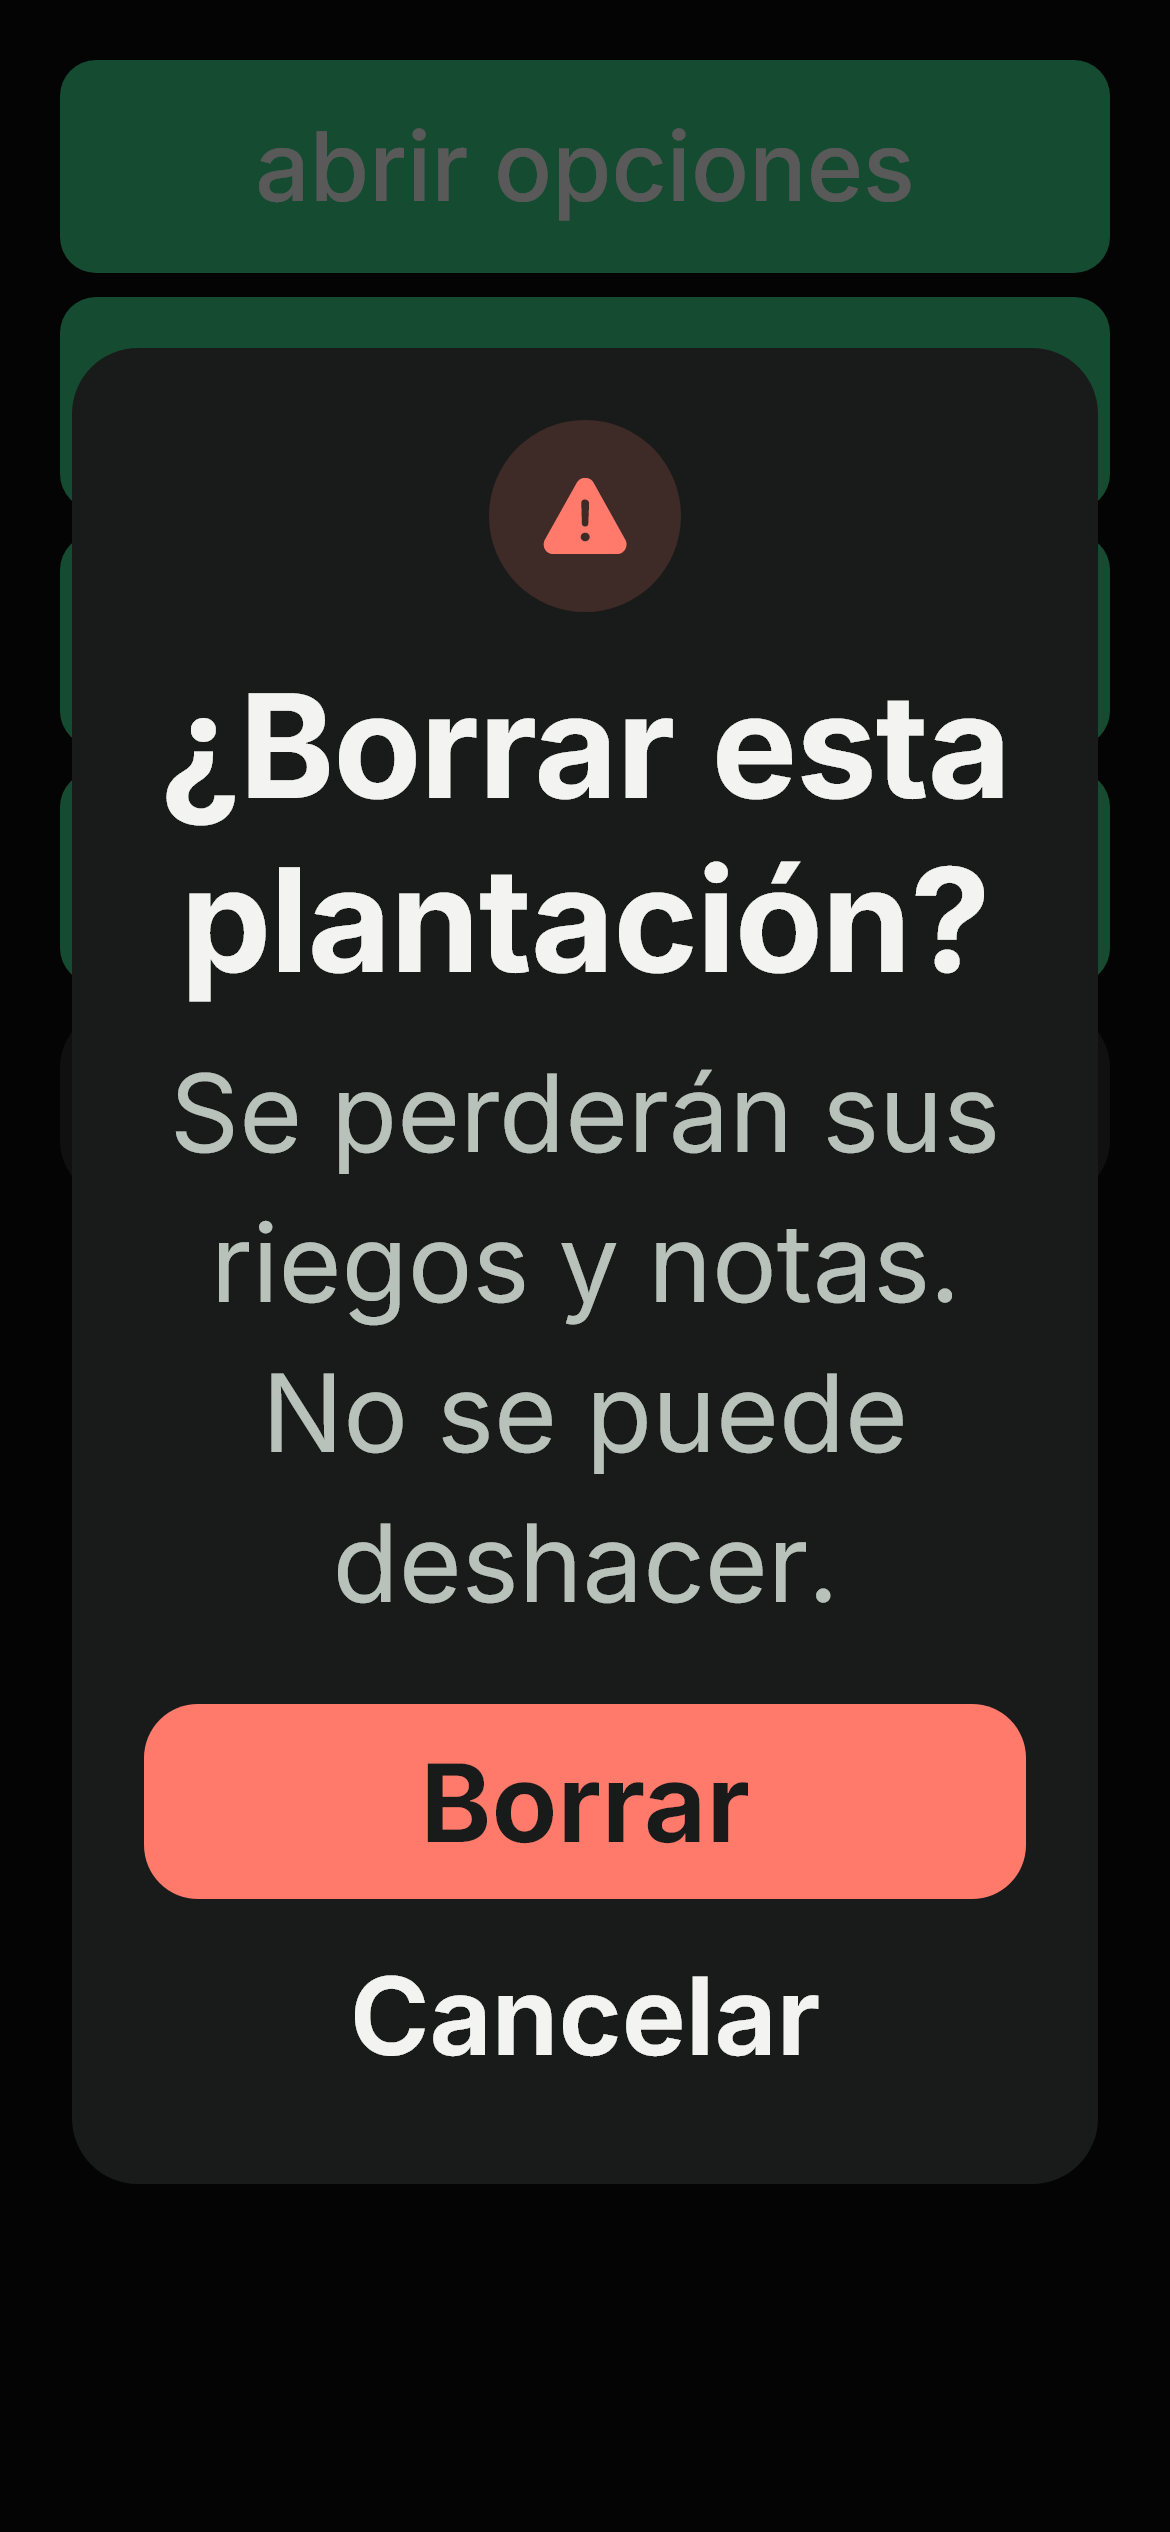 abrir opciones
¿Borrar esta
plantación?
Se perderán sus
riegos y notas.
No se puede
deshacer.
Borrar
Cancelar